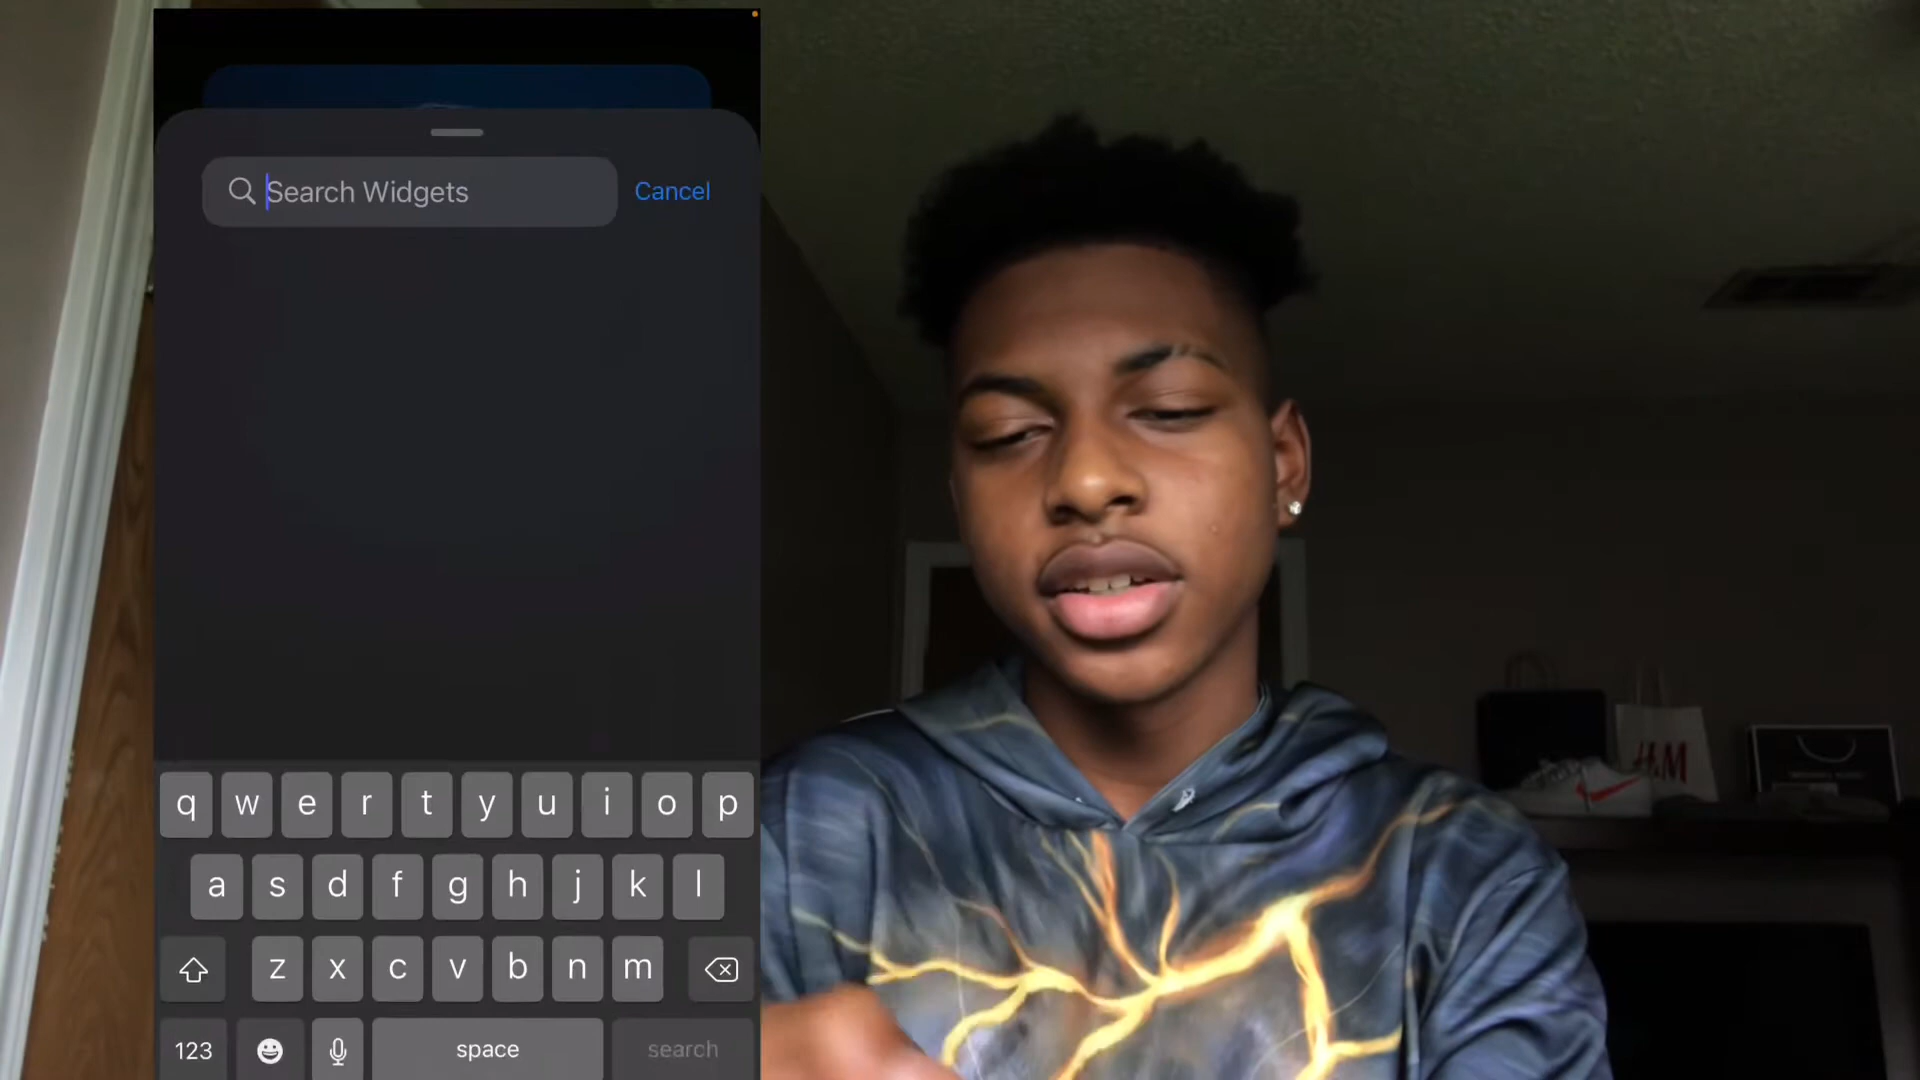 Search Widgets Cancel
q w e r t y u i o p
a s d f g h j k l
z x c v b n m
123 space search
H&M